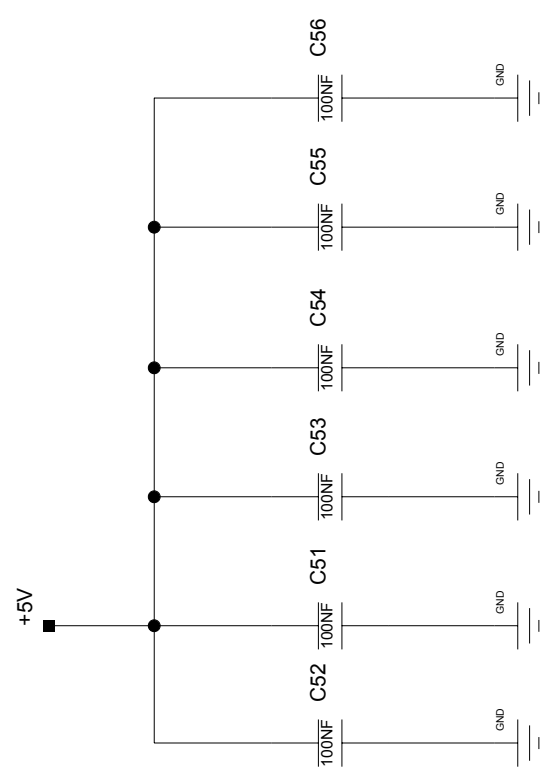 C56
100NF
GND
C55
100NF
GND
C54
100NF
GND
C53
100NF
GND
+5V
C51
100NF
GND
C52
100NF
GND